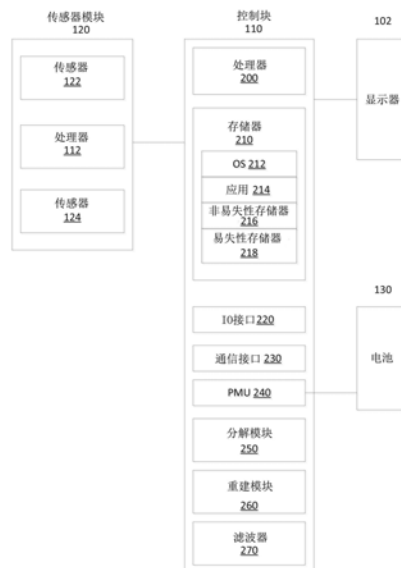 传感器模块
120
传感器
122
处理器
112
传感器
124
控制块
110
处理器
200
存储器
210
OS 212
应用 214
非易失性存储器
216
易失性存储器
218
IO接口220
通信接口230
PMU 240
分解模块
250
重建模块
260
滤波器
270
102
显示器
130
电池